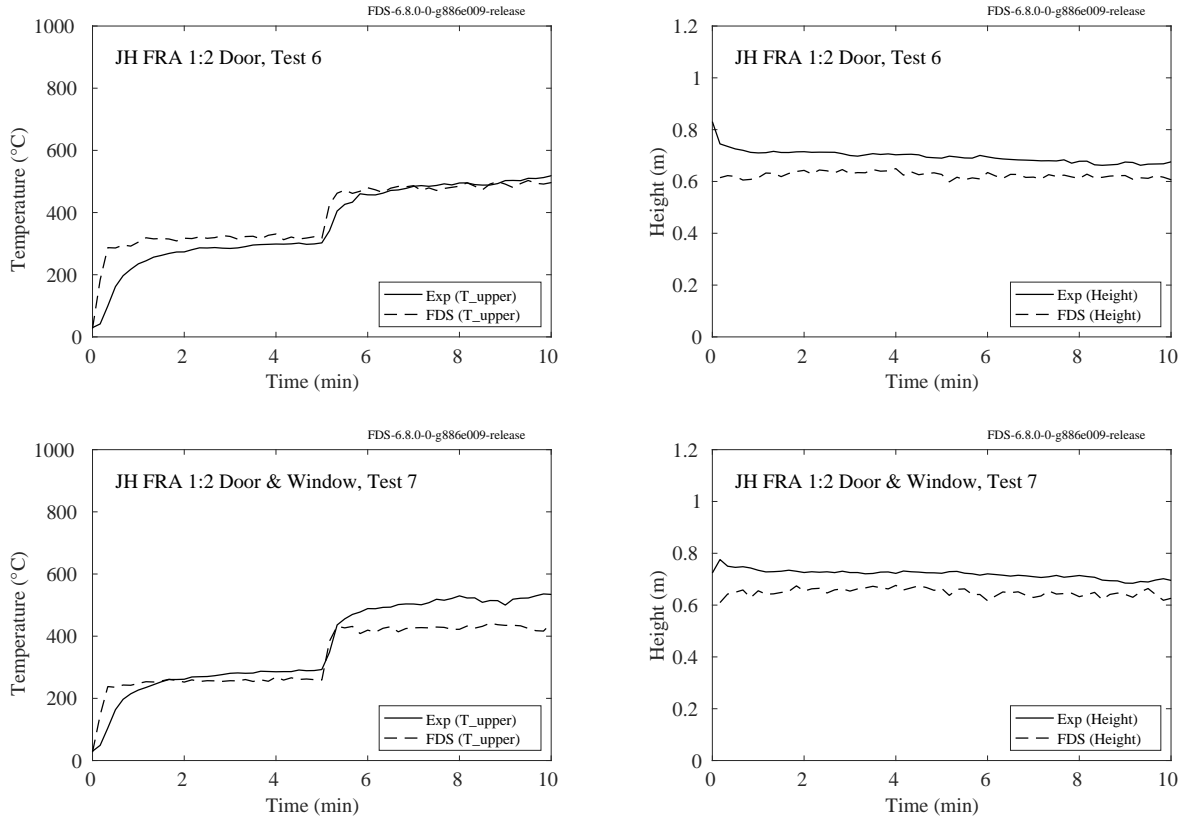 FDS-6.8.0-0-g886e009-release
JH FRA 1:2 Door, Test 6
Temperature (°C)
1000
800
600
400
200
0
Exp (T_upper)
FDS (T_upper)
0 2 4 6 8 10
Time (min)
FDS-6.8.0-0-g886e009-release
JH FRA 1:2 Door, Test 6
Height (m)
1.2
1
0.8
0.6
0.4
0.2
0
Exp (Height)
FDS (Height)
0 2 4 6 8 10
Time (min)
FDS-6.8.0-0-g886e009-release
JH FRA 1:2 Door & Window, Test 7
Temperature (°C)
1000
800
600
400
200
0
Exp (T_upper)
FDS (T_upper)
0 2 4 6 8 10
Time (min)
FDS-6.8.0-0-g886e009-release
JH FRA 1:2 Door & Window, Test 7
Height (m)
1.2
1
0.8
0.6
0.4
0.2
0
Exp (Height)
FDS (Height)
0 2 4 6 8 10
Time (min)